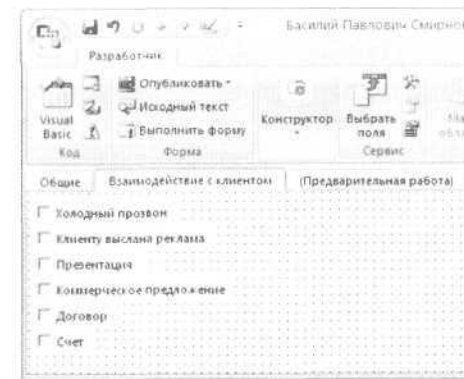 Василий Павлович Смирнов
Разработчик
Visual Basic
Опубликовать
Исходный текст
Выполнить форму
Конструктор
Выбрать поля
Код
Форма
Сервис
Общие
Взаимодействие с клиентом
(Предварительная работа)
Холодный прозвон
Клиенту выслана реклама
Презентация
Коммерческое предложение
Договор
Счет